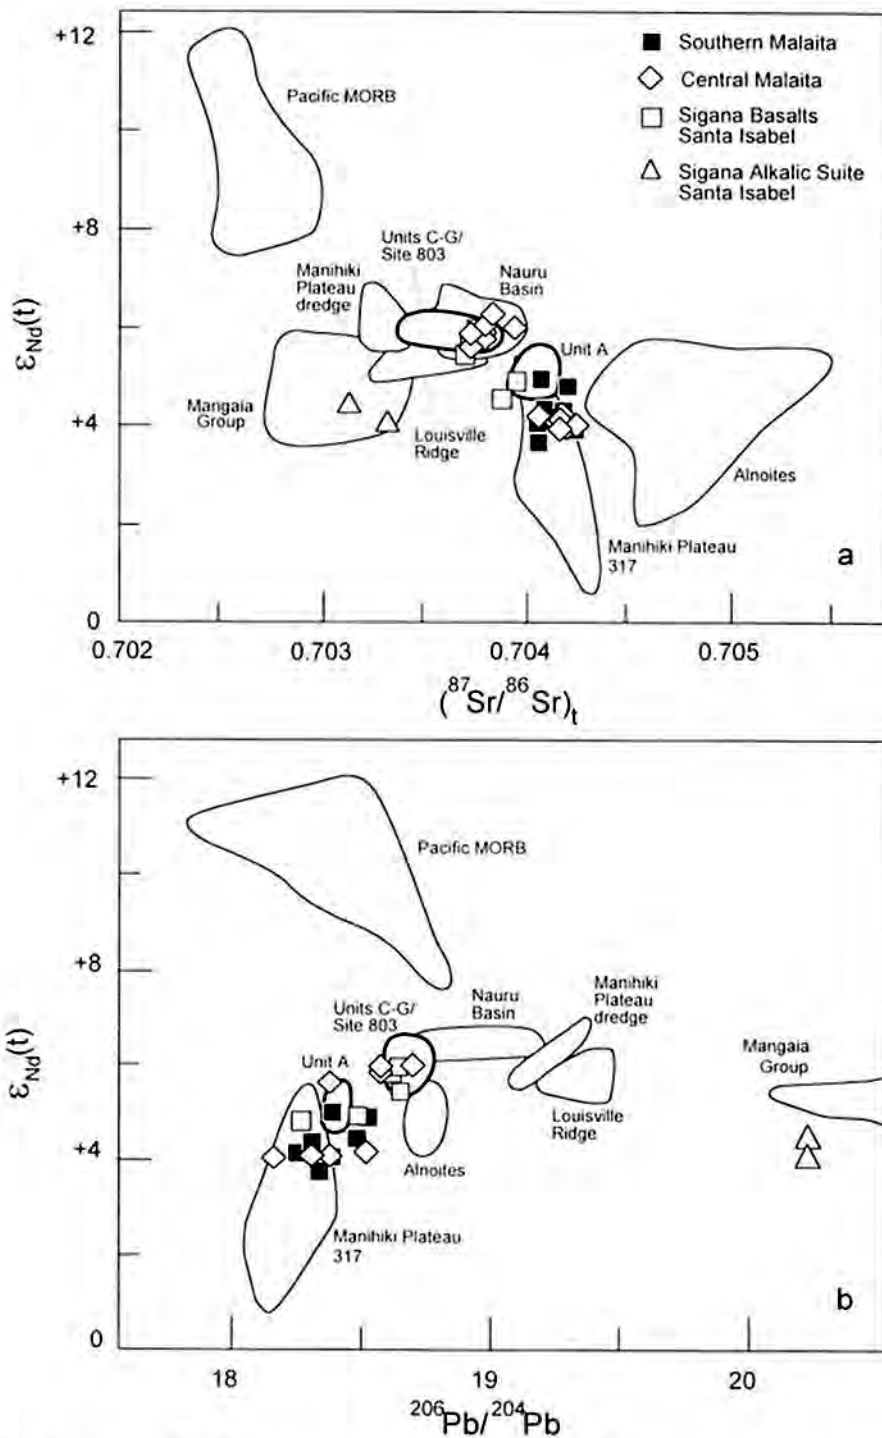 +12
+8
+4
0
εNd(t)
Southern Malaita
Central Malaita
Sigana Basalts
Santa Isabel
Sigana Alkalic Suite
Santa Isabel
Pacific MORB
Units C-G/
Site 803
Manihiki
Plateau
dredge
Nauru
Basin
Unit A
Mangaia
Group
Louisville
Ridge
Alnoites
Manihiki Plateau
317
a
0.702
0.703
0.704
0.705
(87Sr/86Sr)t
+12
+8
+4
0
εNd(t)
Pacific MORB
Units C-G/
Site 803
Nauru
Basin
Manihiki
Plateau
dredge
Unit A
Mangaia
Group
Louisville
Ridge
Alnoites
Manihiki Plateau
317
b
18
19
20
206Pb/204Pb